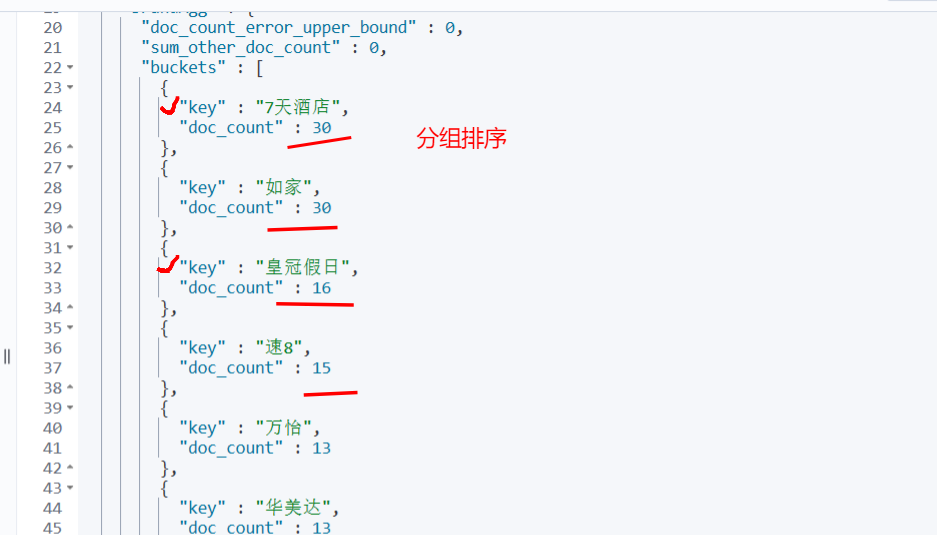 20 "doc_count_error_upper_bound" : 0,
21 "sum_other_doc_count" : 0,
22 "buckets" : [
23 {
24 "key" : "7天酒店",
25 "doc_count" : 30
分组排序
26 },
27 {
28 "key" : "如家",
29 "doc_count" : 30
30 },
31 {
32 "key" : "皇冠假日",
33 "doc_count" : 16
34 },
35 {
36 "key" : "速8",
37 "doc_count" : 15
38 },
39 {
40 "key" : "万怡",
41 "doc_count" : 13
42 },
43 {
44 "key" : "华美达",
45 "doc_count" : 13